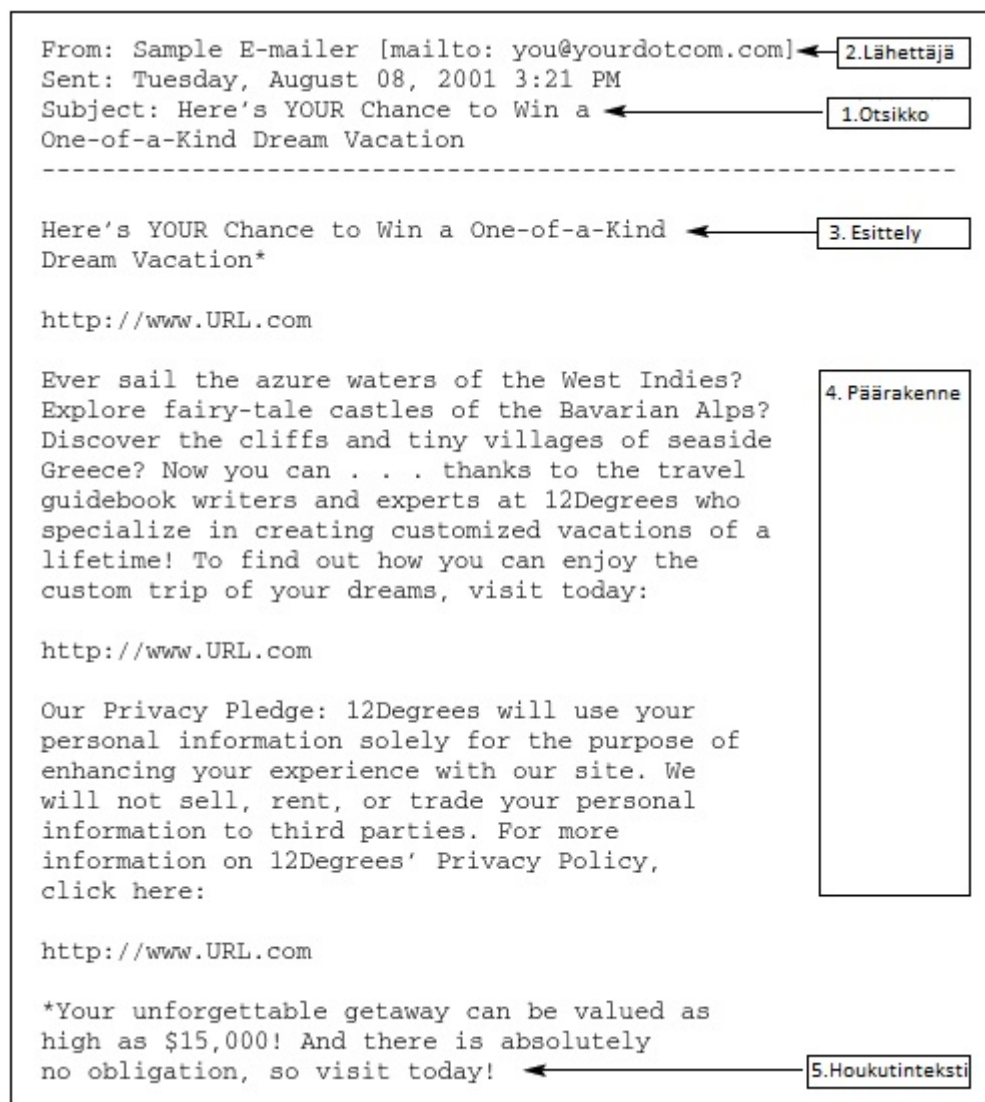 From: Sample E-mailer [mailto: you@yourdotcom.com] 2.Lähettäjä
Sent: Tuesday, August 08, 2001 3:21 PM
Subject: Here's YOUR Chance to Win a 1.Otsikko
One-of-a-Kind Dream Vacation
-------------------------------------------------------------
Here's YOUR Chance to Win a One-of-a-Kind 3. Esittely
Dream Vacation*
http://www.URL.com
Ever sail the azure waters of the West Indies?
4. Päärakenne
Explore fairy-tale castles of the Bavarian Alps?
Discover the cliffs and tiny villages of seaside
Greece? Now you can . . . thanks to the travel
guidebook writers and experts at 12Degrees who
specialize in creating customized vacations of a
lifetime! To find out how you can enjoy the
custom trip of your dreams, visit today:
http://www.URL.com
Our Privacy Pledge: 12Degrees will use your
personal information solely for the purpose of
enhancing your experience with our site. We
will not sell, rent, or trade your personal
information to third parties. For more
information on 12Degrees' Privacy Policy,
click here:
http://www.URL.com
*Your unforgettable getaway can be valued as
high as $15,000! And there is absolutely
no obligation, so visit today! 5.Houkutinteksti